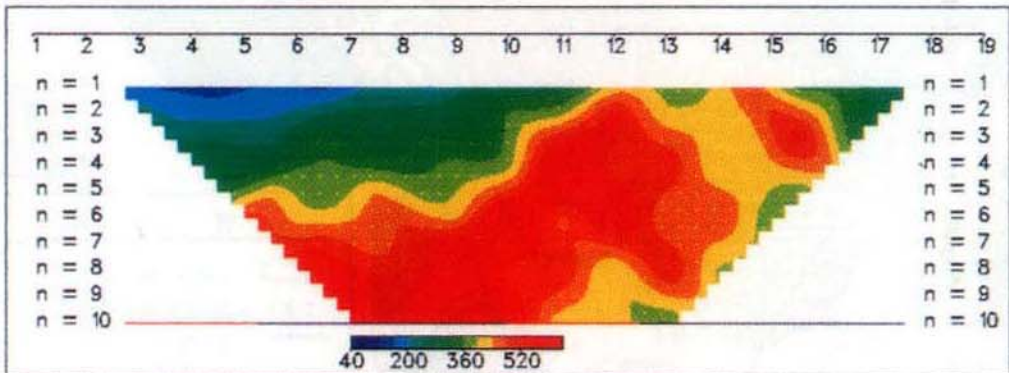 1 2 3 4 5 6 7 8 9 10 11 12 13 14 15 16 17 18 19
n = 1 n = 1
n = 2 n = 2
n = 3 n = 3
n = 4 n = 4
n = 5 n = 5
n = 6 n = 6
n = 7 n = 7
n = 8 n = 8
n = 9 n = 9
n = 10 n = 10
40 200 360 520